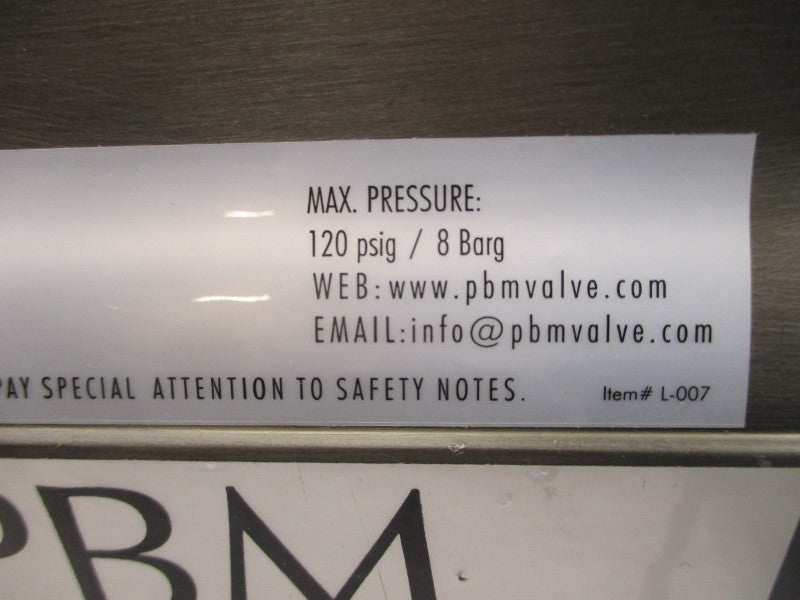 MAX. PRESSURE:
120 psig / 8 Barg
WEB: www.pbmvalve.com
EMAIL:info@pbmvalve.com
PAY SPECIAL ATTENTION TO SAFETY NOTES.
Item# L-007
PBM